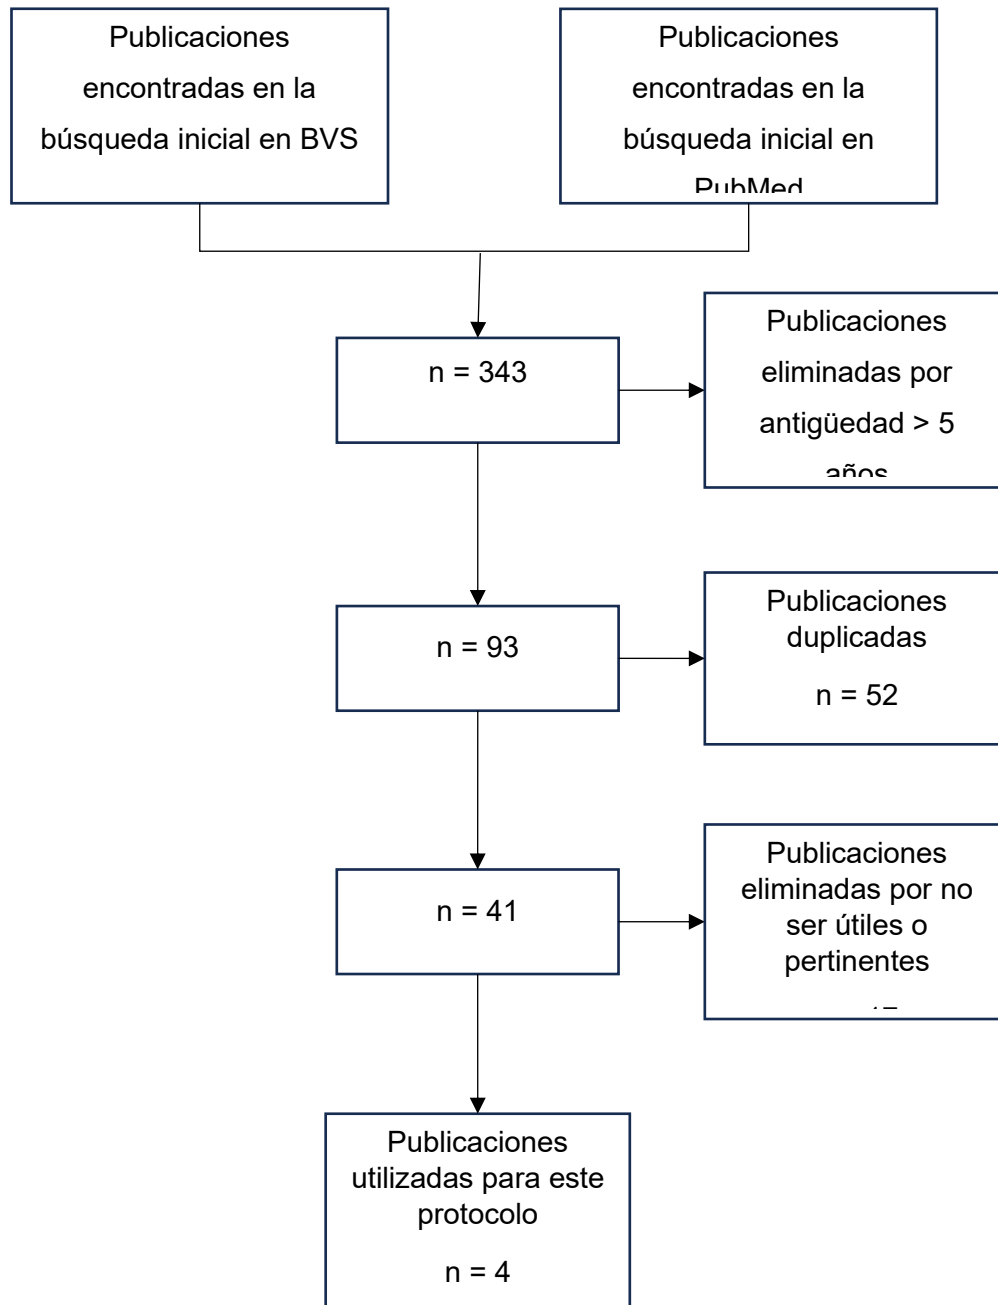 Publicaciones
encontradas en la
búsqueda inicial en BVS
Publicaciones
encontradas en la
búsqueda inicial en
PubMed
n = 343
Publicaciones
eliminadas por
antigüedad > 5
años
n = 93
Publicaciones
duplicadas
n = 52
n = 41
Publicaciones
eliminadas por no
ser útiles o
pertinentes
Publicaciones
utilizadas para este
protocolo
n = 4